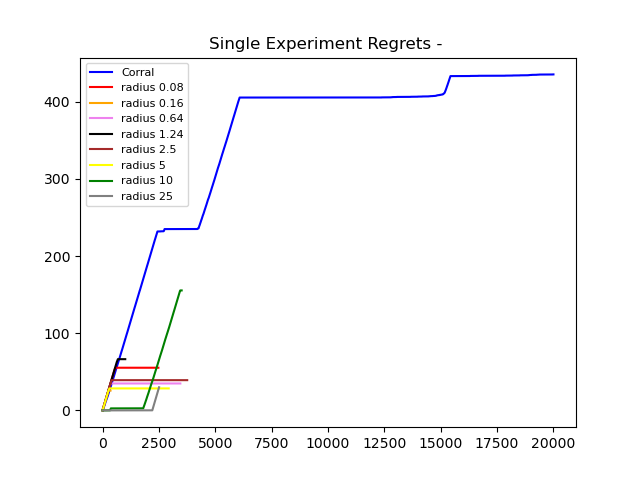 Single Experiment Regrets -
Corral
radius 0.08
radius 0.16
radius 0.64
radius 1.24
radius 2.5
radius 5
radius 10
radius 25
400
300
200
100
0
0 2500 5000 7500 10000 12500 15000 17500 20000